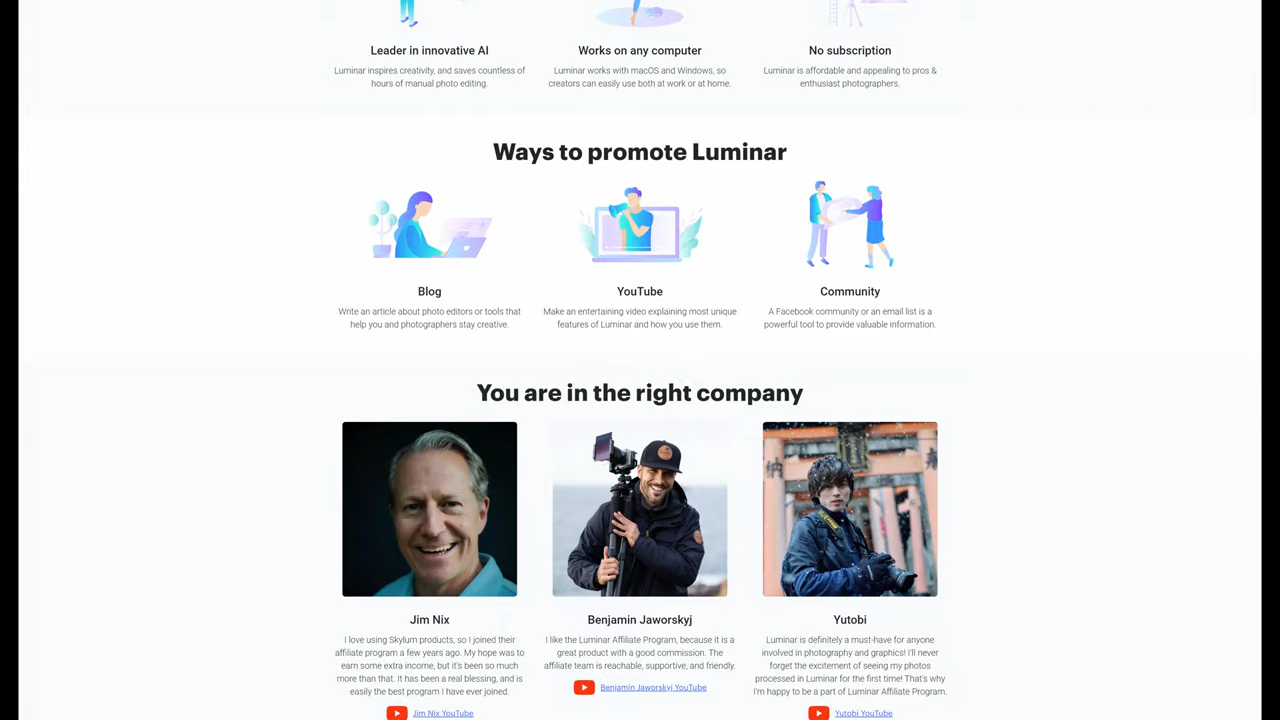 Leader in innovative AI
Luminar inspires creativity, and saves countless of
hours of manual photo editing.
Works on any computer
Luminar works with macOS and Windows, so
creators can easily use both at work or at home.
No subscription
Luminar is affordable and appealing to pros &
enthusiast photographers.
Ways to promote Luminar
Blog
Write an article about photo editors or tools that
help you and photographers stay creative.
YouTube
Make an entertaining video explaining most unique
features of Luminar and how you use them.
Community
A Facebook community or an email list is a
powerful tool to provide valuable information.
You are in the right company
Jim Nix
I love using Skylum products, so I joined their
affiliate program a few years ago. My hope was to
earn some extra income, but it's been so much
more than that. It has been a real blessing, and is
easily the best program I have ever joined.
Jim Nix YouTube
Benjamin Jaworskyj
I like the Luminar Affiliate Program, because it is a
great product with a good commission. The
affiliate team is reachable, supportive, and friendly.
Benjamin Jaworskyj YouTube
Yutobi
Luminar is definitely a must-have for anyone
involved in photography and graphics! I'll never
forget the excitement of seeing my photos
processed in Luminar for the first time! That's why
I'm happy to be a part of Luminar Affiliate Program.
Yutobi YouTube